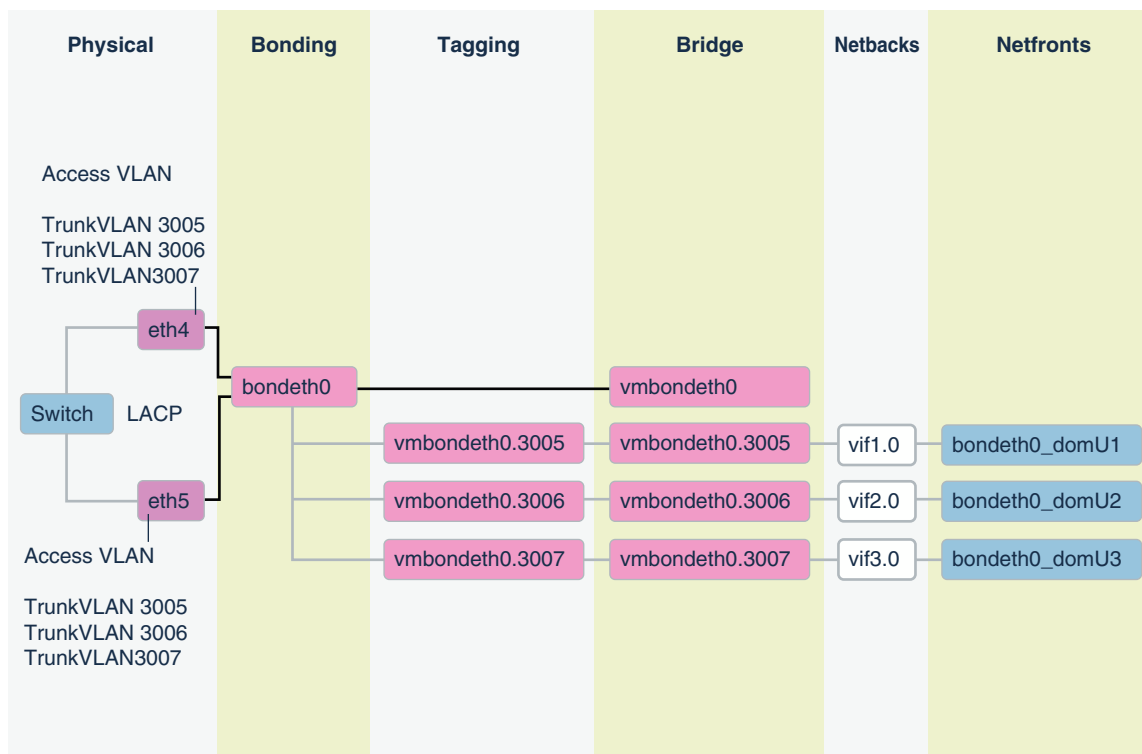 Physical
Bonding
Tagging
Bridge
Netbacks
Netfronts
Access VLAN
TrunkVLAN 3005
TrunkVLAN 3006
TrunkVLAN3007
eth4
Switch
LACP
eth5
Access VLAN
TrunkVLAN 3005
TrunkVLAN 3006
TrunkVLAN3007
bondeth0
vmbondeth0
vmbondeth0.3005
vmbondeth0.3005
vif1.0
bondeth0_domU1
vmbondeth0.3006
vmbondeth0.3006
vif2.0
bondeth0_domU2
vmbondeth0.3007
vmbondeth0.3007
vif3.0
bondeth0_domU3